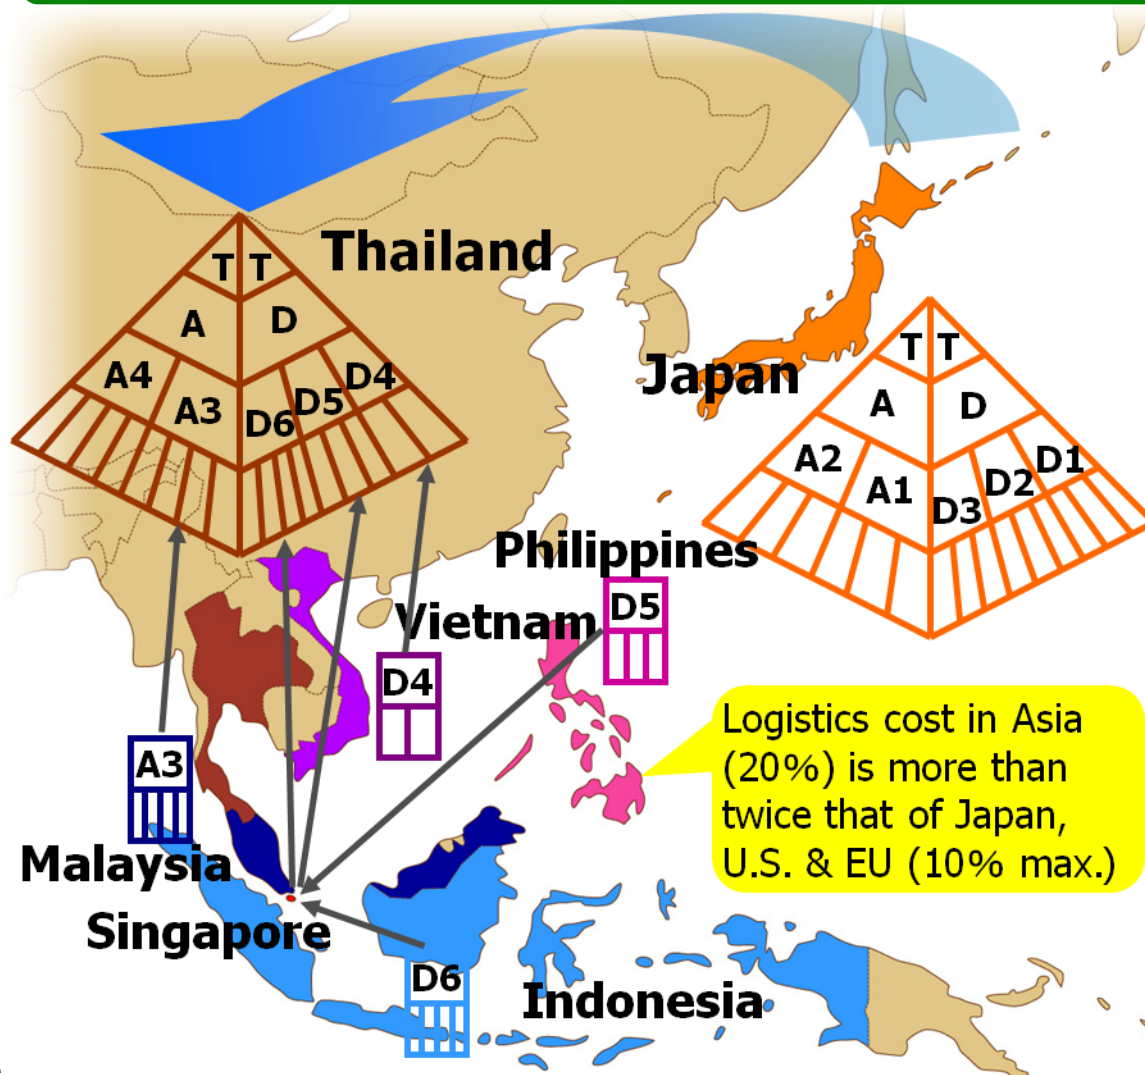 Thailand
T T
A D
A4 A3 D6 D5 D4
Japan
T T
A D
A2 A1 D3 D2 D1
Philippines
D5
Vietnam
D4
A3
Malaysia
Singapore
D6
Indonesia
Logistics cost in Asia
(20%) is more than
twice that of Japan,
U.S. & EU (10% max.)